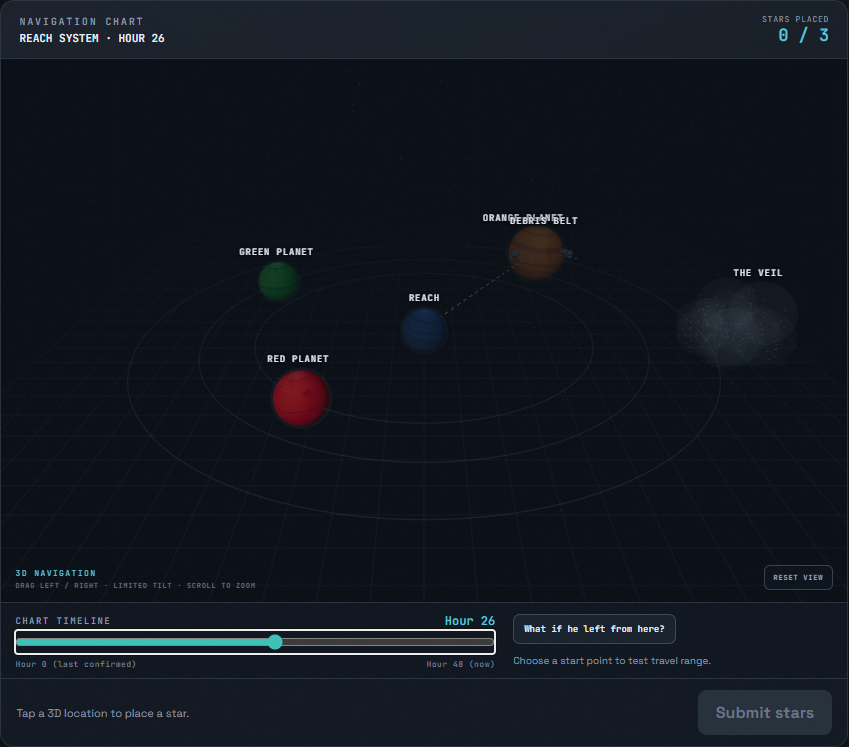 NAVIGATION CHART
REACH SYSTEM · HOUR 26
STARS PLACED
0 / 3
ORANGE PLANET
DEBRIS BELT
GREEN PLANET
THE VEIL
REACH
RED PLANET
3D NAVIGATION
DRAG LEFT / RIGHT · LIMITED TILT · SCROLL TO ZOOM
RESET VIEW
CHART TIMELINE
Hour 26
What if he left from here?
Hour 0 (last confirmed)
Hour 48 (now)
Choose a start point to test travel range.
Tap a 3D location to place a star.
Submit stars